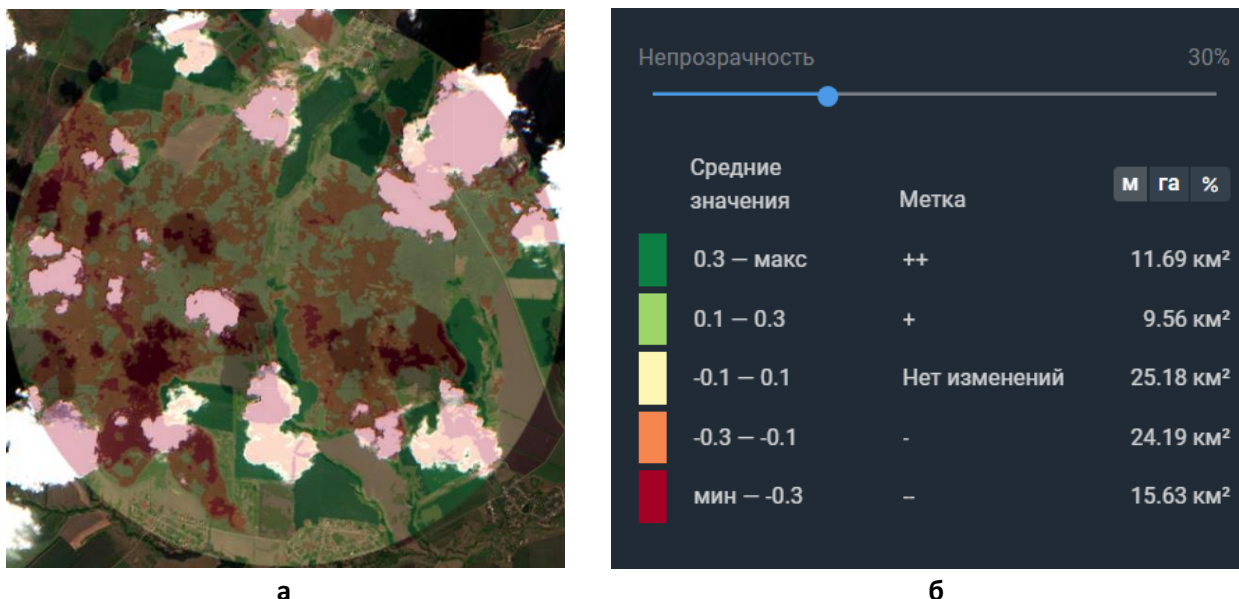 Непрозрачность 30%
Средние
значения Метка м га %
0.3 — макс ++ 11.69 км²
0.1 — 0.3 + 9.56 км²
-0.1 — 0.1 Нет изменений 25.18 км²
-0.3 — -0.1 - 24.19 км²
мин — -0.3 -- 15.63 км²
а б